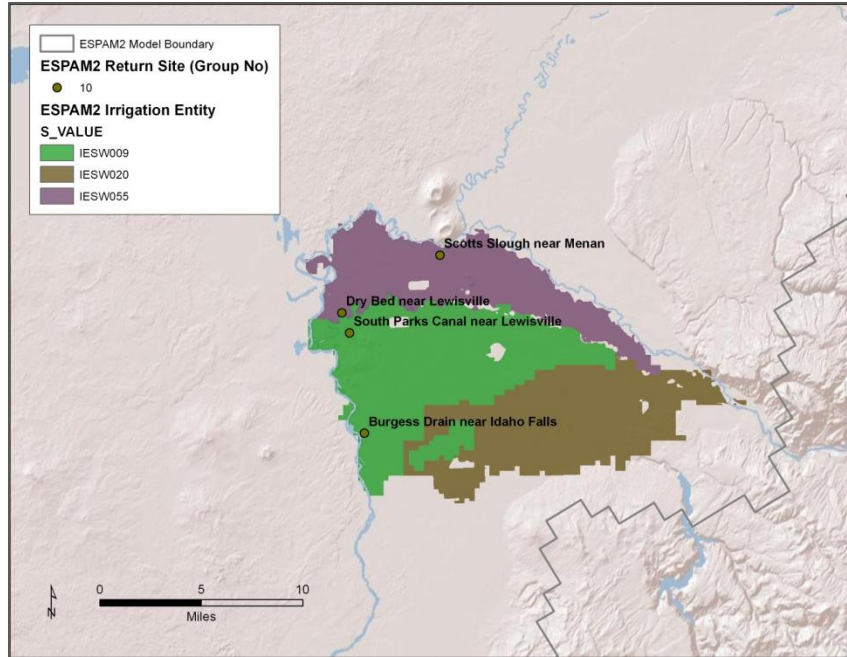 ESPAM2 Model Boundary
ESPAM2 Return Site (Group No)
10
ESPAM2 Irrigation Entity
S_VALUE
IESW009
IESW020
IESW055
Scotts Slough near Menan
Dry Bed near Lewisville
South Parks Canal near Lewisville
Burgess Drain near Idaho Falls
N
0 5 10
Miles